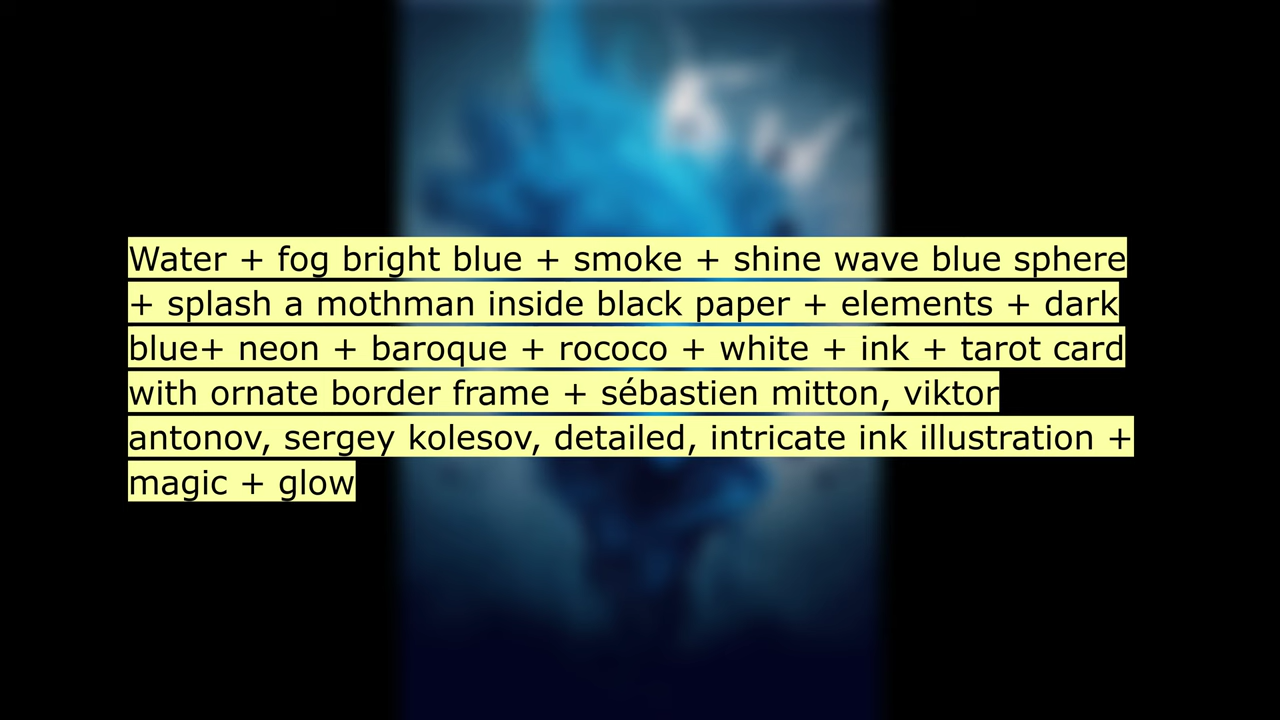 Water + fog bright blue + smoke + shine wave blue sphere
+ splash a mothman inside black paper + elements + dark
blue+ neon + baroque + rococo + white + ink + tarot card
with ornate border frame + sébastien mitton, viktor
antonov, sergey kolesov, detailed, intricate ink illustration +
magic + glow